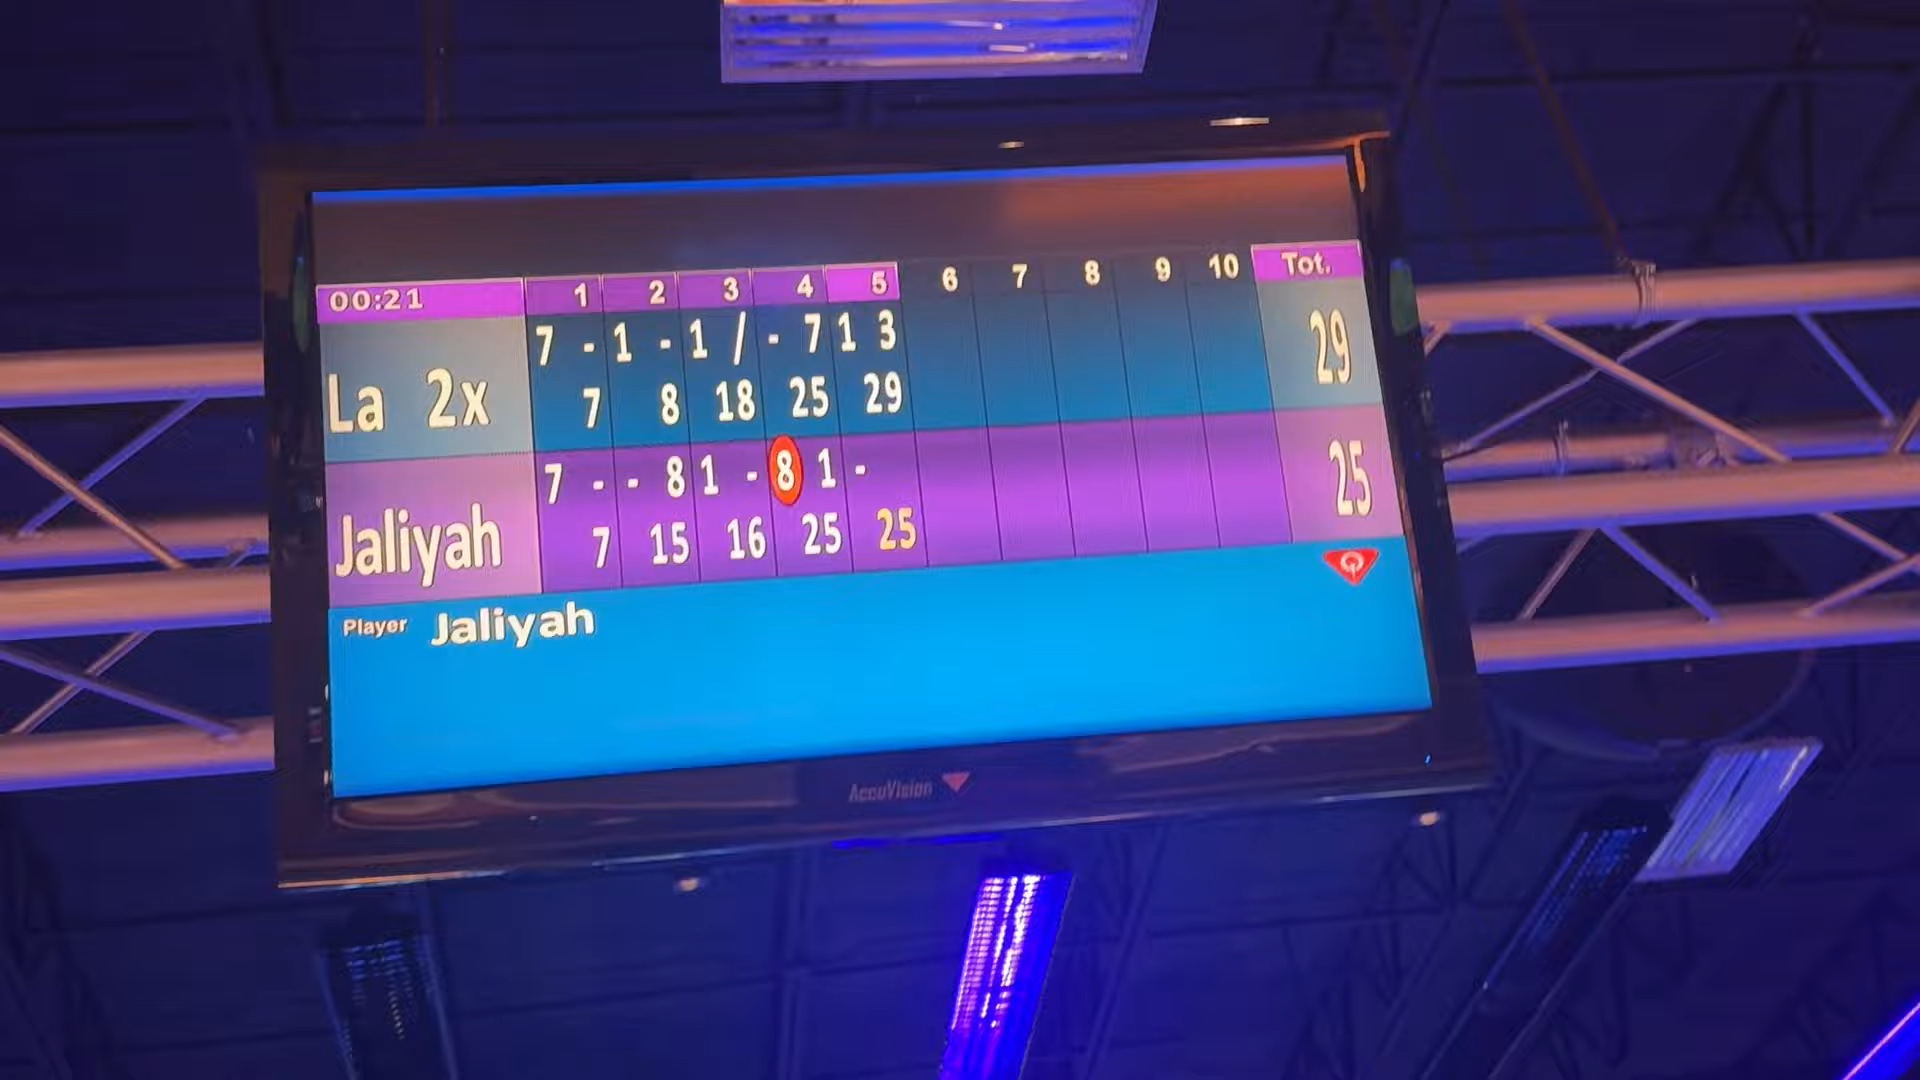 00:21 1 2 3 4 5 6 7 8 9 10 Tot.
7 - 1 - 1 / - 7 1 3
La 2x 7 8 18 25 29 29
7 - - 8 1 - 8 1 -
Jaliyah 7 15 16 25 25 25
Player Jaliyah
AccuVision